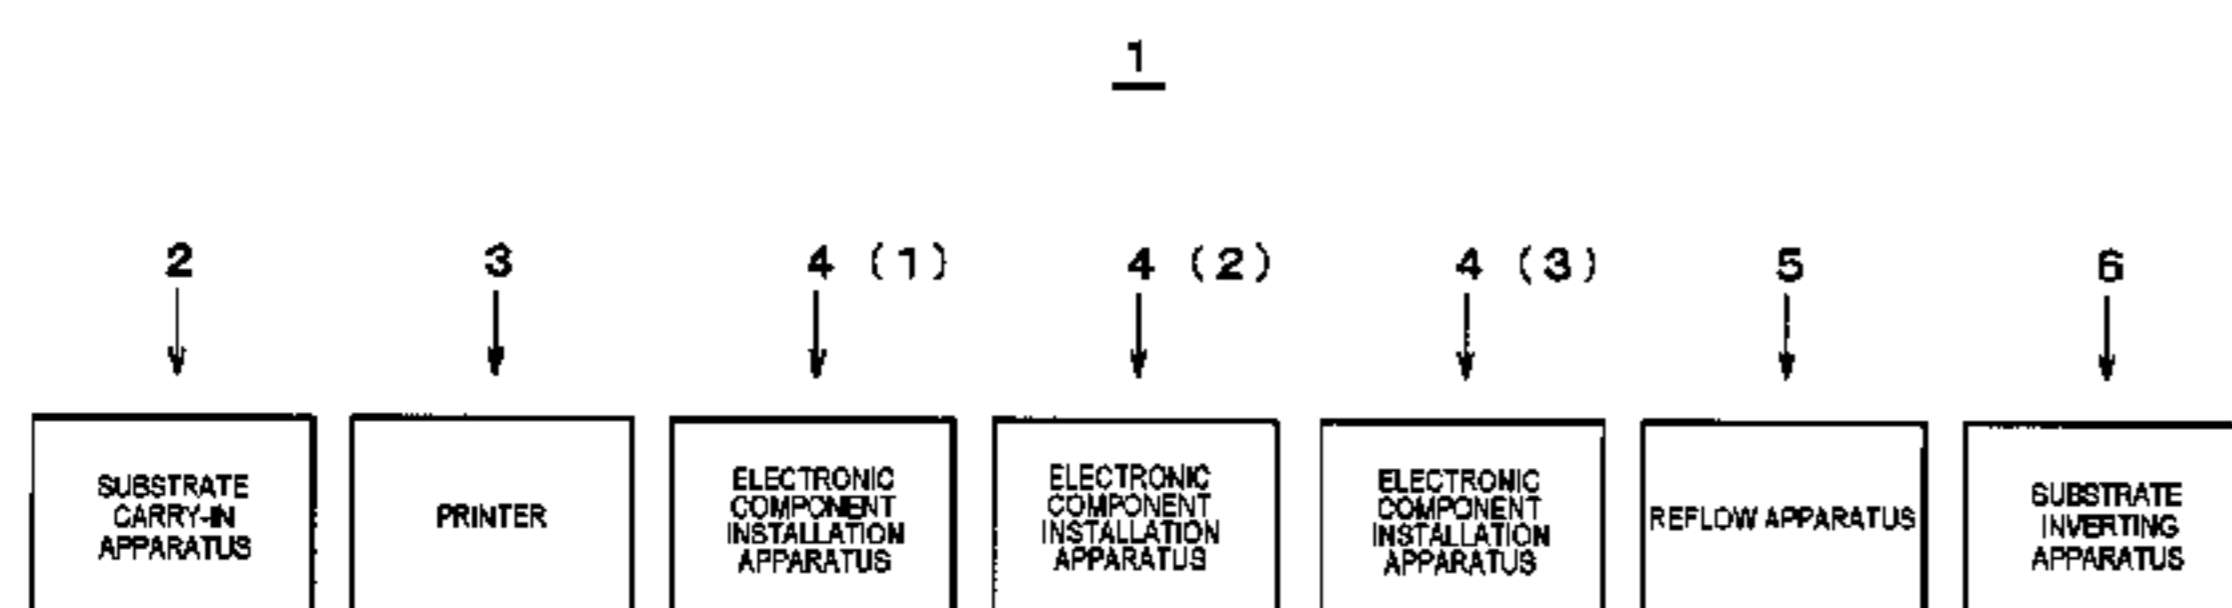 1
2 3 4 (1) 4 (2) 4 (3) 5 6
SUBSTRATE
CARRY-IN
APPARATUS
PRINTER
ELECTRONIC
COMPONENT
INSTALLATION
APPARATUS
ELECTRONIC
COMPONENT
INSTALLATION
APPARATUS
ELECTRONIC
COMPONENT
INSTALLATION
APPARATUS
REFLOW APPARATUS
SUBSTRATE
INVERTING
APPARATUS